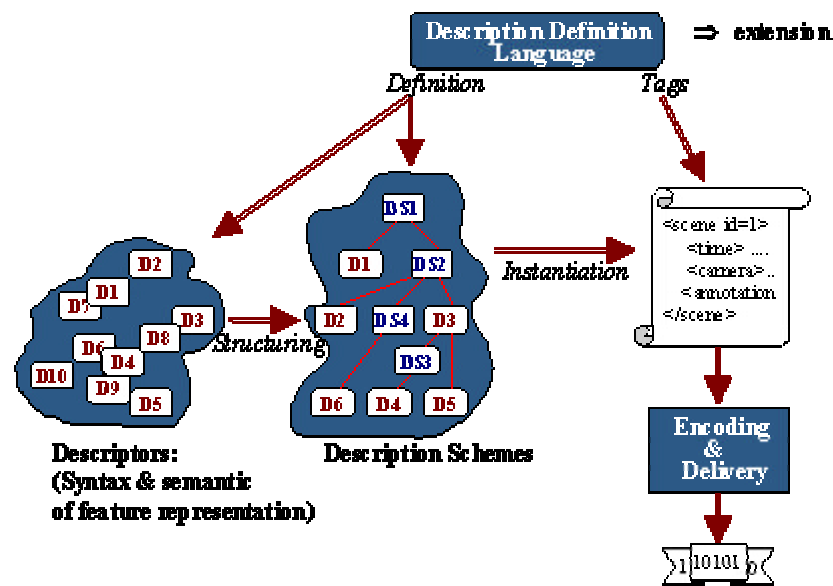 Description Definition
Language
⇒ extension
Definition
Tags
DS1
D1
DS2
D2
DS4
D3
DS3
D6
D4
D5
D2
D1
D7
D3
D8
D6
D4
D10
D9
D5
Structuring
Instantiation
<scene id=1>
<time> ....
<camera>..
<annotation
</scene>
Descriptors:
(Syntax & semantic
of feature representation)
Description Schemes
Encoding
&
Delivery
1 10101 0